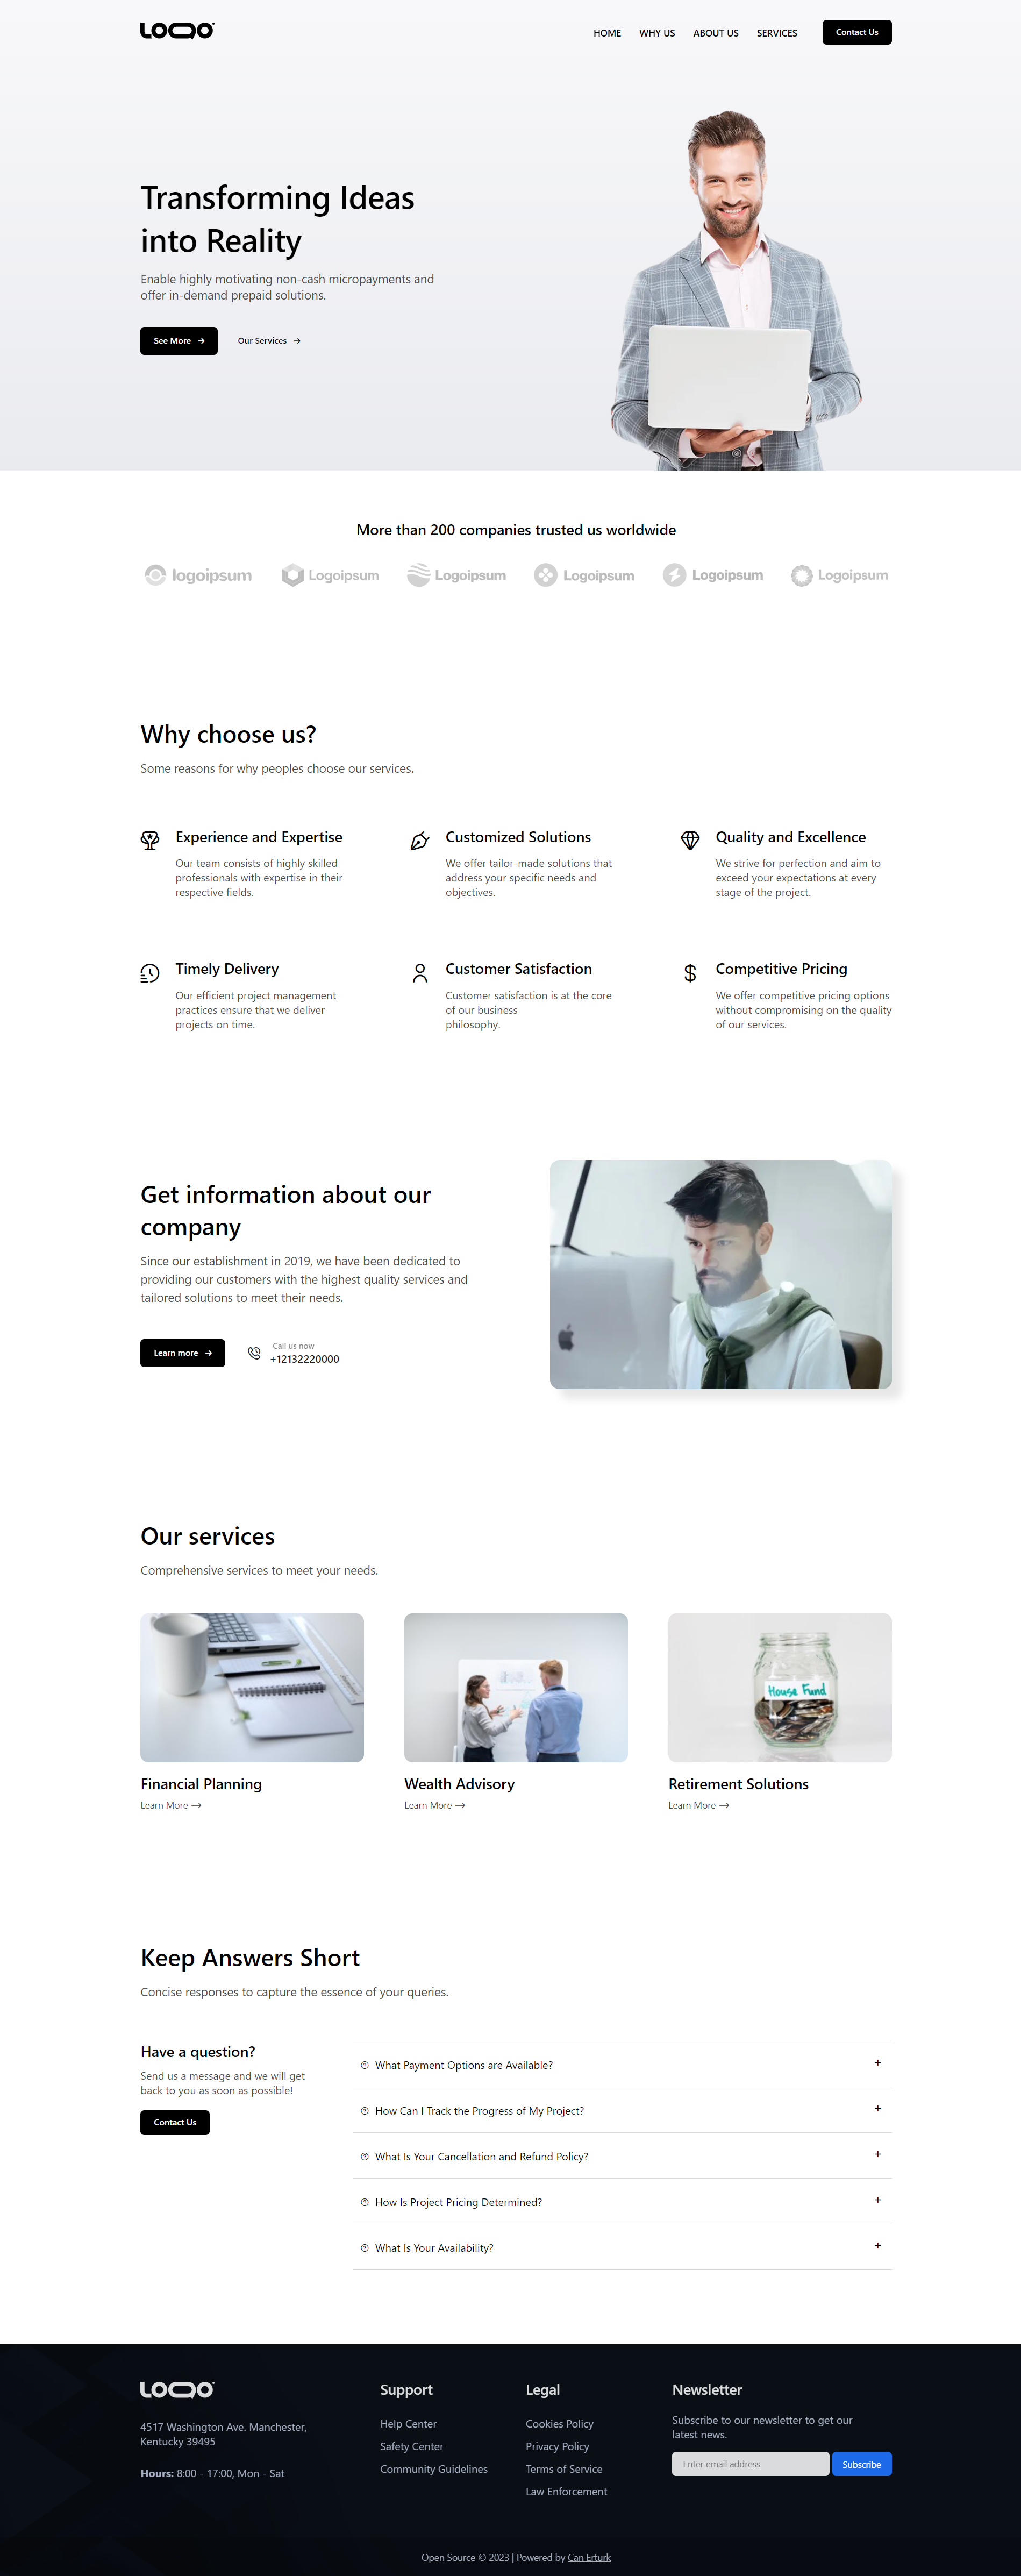 LOQO
HOME
WHY US
ABOUT US
SERVICES
Contact Us
Transforming Ideas
into Reality
Enable highly motivating non-cash micropayments and
offer in-demand prepaid solutions.
See More →
Our Services →
More than 200 companies trusted us worldwide
logoipsum
Logoipsum
Logoipsum
Logoipsum
Logoipsum
Logoipsum
Why choose us?
Some reasons for why peoples choose our services.
Experience and Expertise
Our team consists of highly skilled
professionals with expertise in their
respective fields.
Customized Solutions
We offer tailor-made solutions that
address your specific needs and
objectives.
Quality and Excellence
We strive for perfection and aim to
exceed your expectations at every
stage of the project.
Timely Delivery
Our efficient project management
practices ensure that we deliver
projects on time.
Customer Satisfaction
Customer satisfaction is at the core
of our business
philosophy.
Competitive Pricing
We offer competitive pricing options
without compromising on the quality
of our services.
Get information about our
company
Since our establishment in 2019, we have been dedicated to
providing our customers with the highest quality services and
tailored solutions to meet their needs.
Learn more →
Call us now
+12132220000
Our services
Comprehensive services to meet your needs.
House Fund
Financial Planning
Learn More →
Wealth Advisory
Learn More →
Retirement Solutions
Learn More →
Keep Answers Short
Concise responses to capture the essence of your queries.
Have a question?
Send us a message and we will get
back to you as soon as possible!
Contact Us
What Payment Options are Available? +
How Can I Track the Progress of My Project? +
What Is Your Cancellation and Refund Policy? +
How Is Project Pricing Determined? +
What Is Your Availability? +
LOQO
4517 Washington Ave. Manchester,
Kentucky 39495
Hours: 8:00 - 17:00, Mon - Sat
Support
Help Center
Safety Center
Community Guidelines
Legal
Cookies Policy
Privacy Policy
Terms of Service
Law Enforcement
Newsletter
Subscribe to our newsletter to get our
latest news.
Enter email address
Subscribe
Open Source © 2023 | Powered by Can Erturk